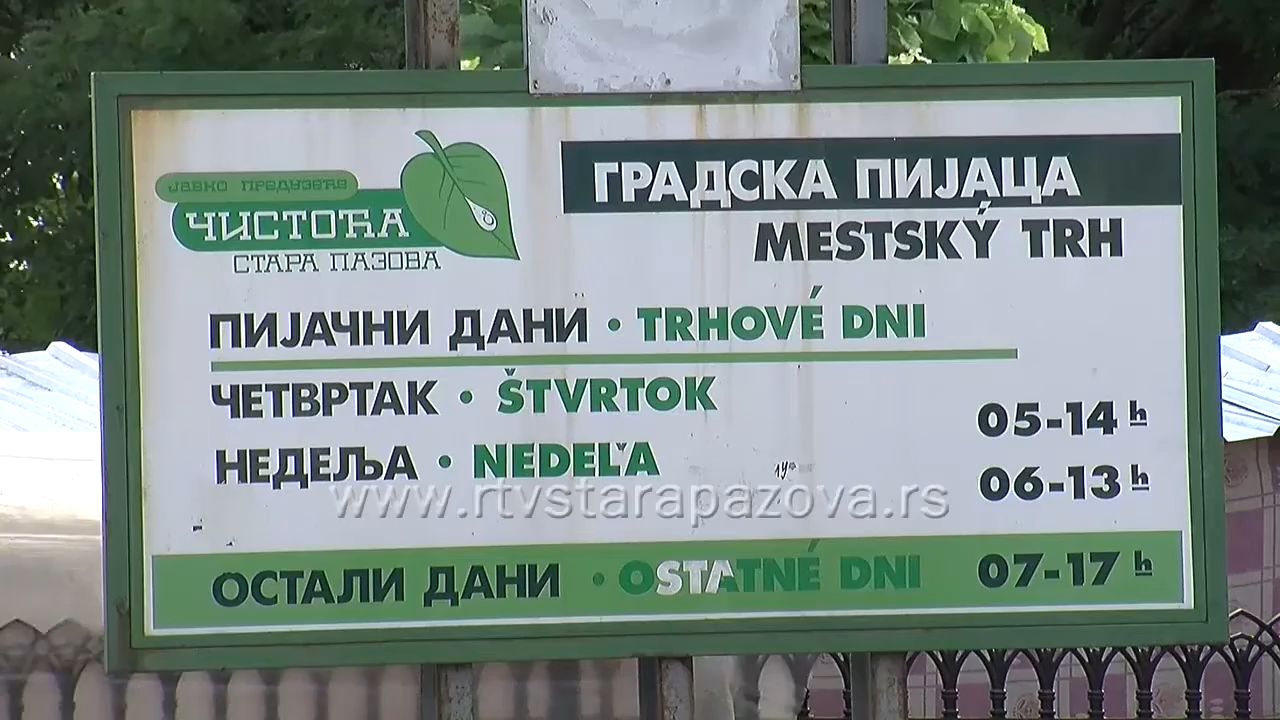 ЈАВНО ПРЕДУЗЕЋЕ
ЧИСТОЋА
СТАРА ПАЗОВА
ГРАДСКА ПИЈАЦА
MESTSKÝ TRH
ПИЈАЧНИ ДАНИ • TRHOVÉ DNI
ЧЕТВРТАК • ŠTVRTOK 05-14 h
НЕДЕЉА • NEDEĽA 06-13 h
www.rtvstarapazova.rs
ОСТАЛИ ДАНИ • OSTATNÉ DNI 07-17 h